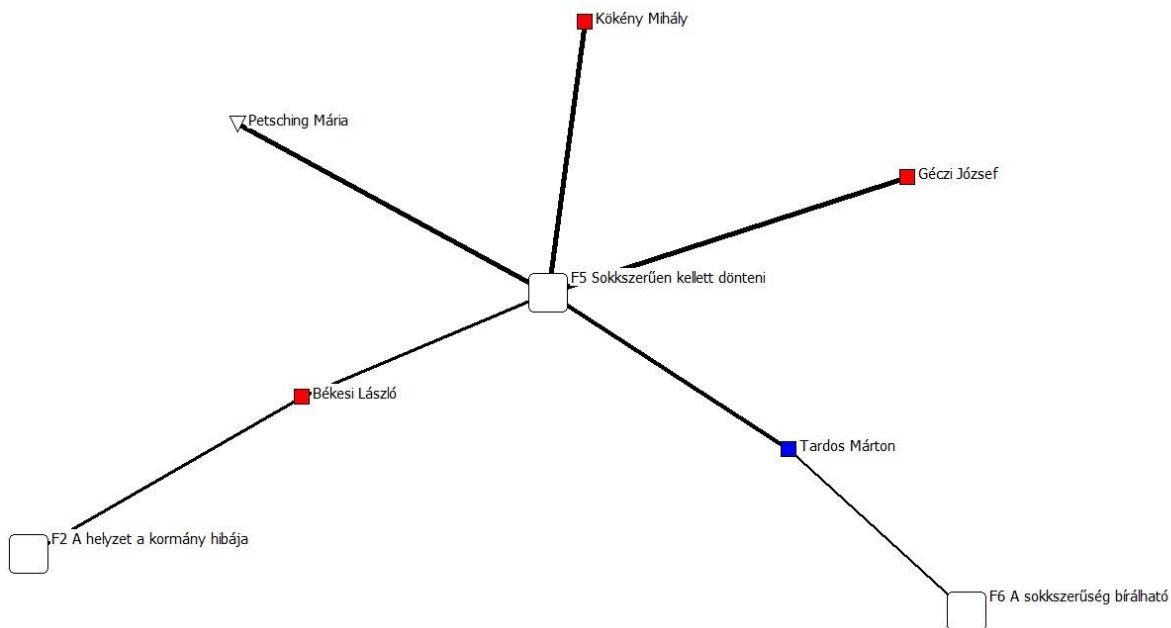 Kökény Mihály
Petsching Mária
Géczi József
F5 Sokkszerűen kellett dönteni
Békesi László
Tardos Márton
F2 A helyzet a kormány hibája
F6 A sokkszerűség bírálható